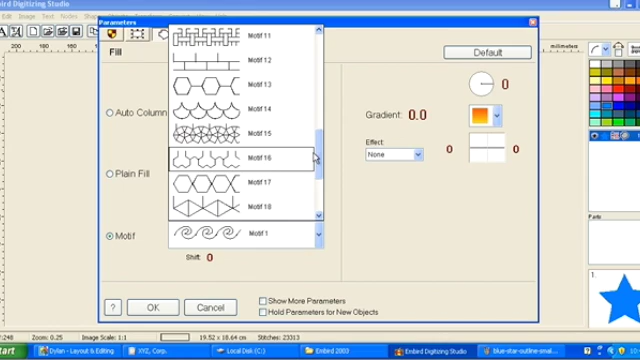 Embird Digitizing Studio
Edit Image
Parameters
Fill
Default
Auto Column
Plain Fill
Motif
Motif 11
Motif 12
Motif 13
Motif 14
Motif 15
Motif 16
Motif 17
Motif 18
Motif 1
Shift: 0
0
Gradient: 0.0
Effect:
None
0
0
? OK Cancel
Show More Parameters
Hold Parameters for New Objects
200
millimeters
Parts
1.
Zoom: 0.25
Image Scale: 1:1
19.52 x 18.64 cm
Stitches: 23313
Start
Dylan - Layout & Editing
XYZ, Corp.
Local Disk (C:)
Embird 2003
Embird Digitizing Studio
blue-star-outline-smal...